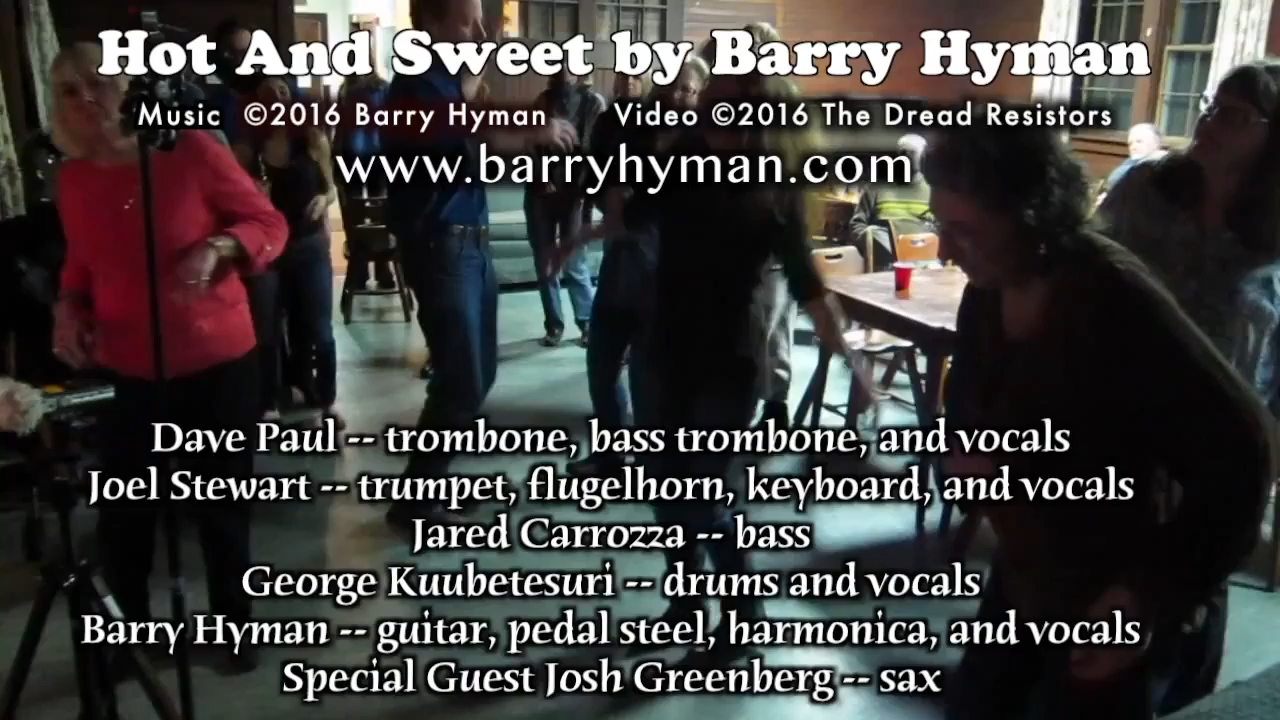 Hot And Sweet by Barry Hyman
Music ©2016 Barry Hyman Video ©2016 The Dread Resistors
www.barryhyman.com
Dave Paul -- trombone, bass trombone, and vocals
Joel Stewart -- trumpet, flugelhorn, keyboard, and vocals
Jared Carrozza -- bass
George Kuubetesuri -- drums and vocals
Barry Hyman -- guitar, pedal steel, harmonica, and vocals
Special Guest Josh Greenberg -- sax